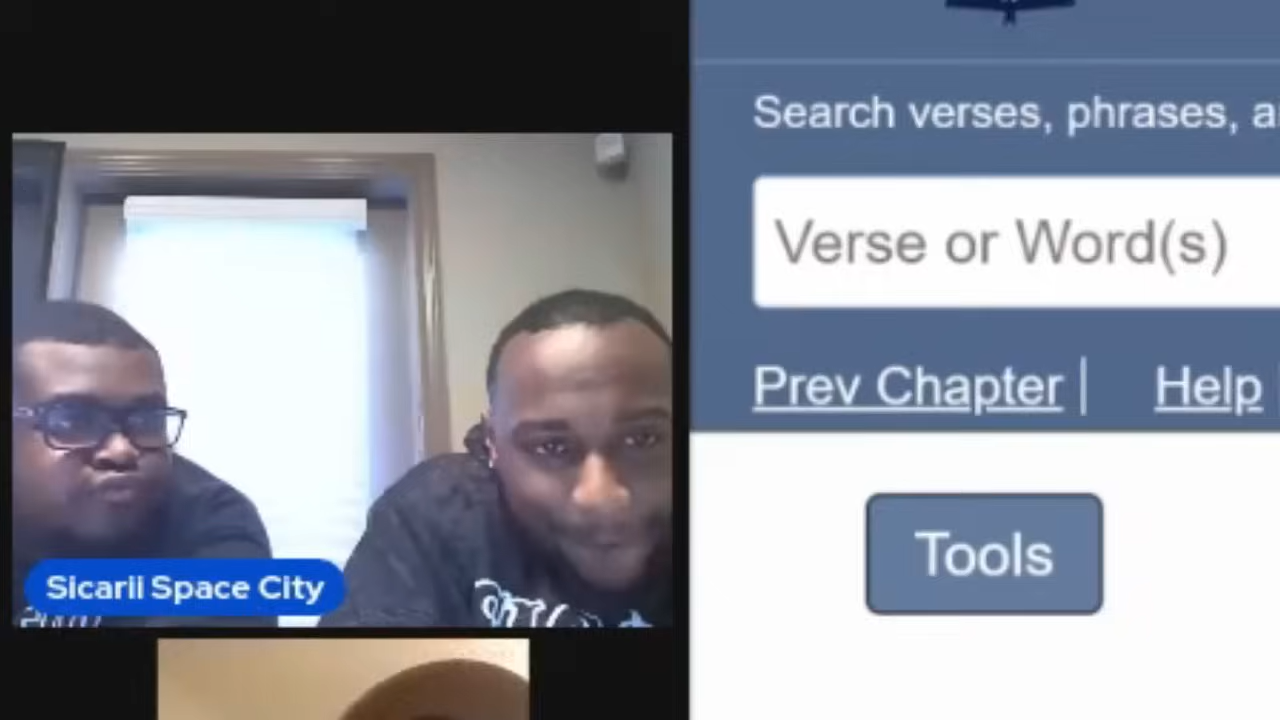 Search verses, phrases, a
Verse or Word(s)
Prev Chapter | Help
Tools
Sicarii Space City